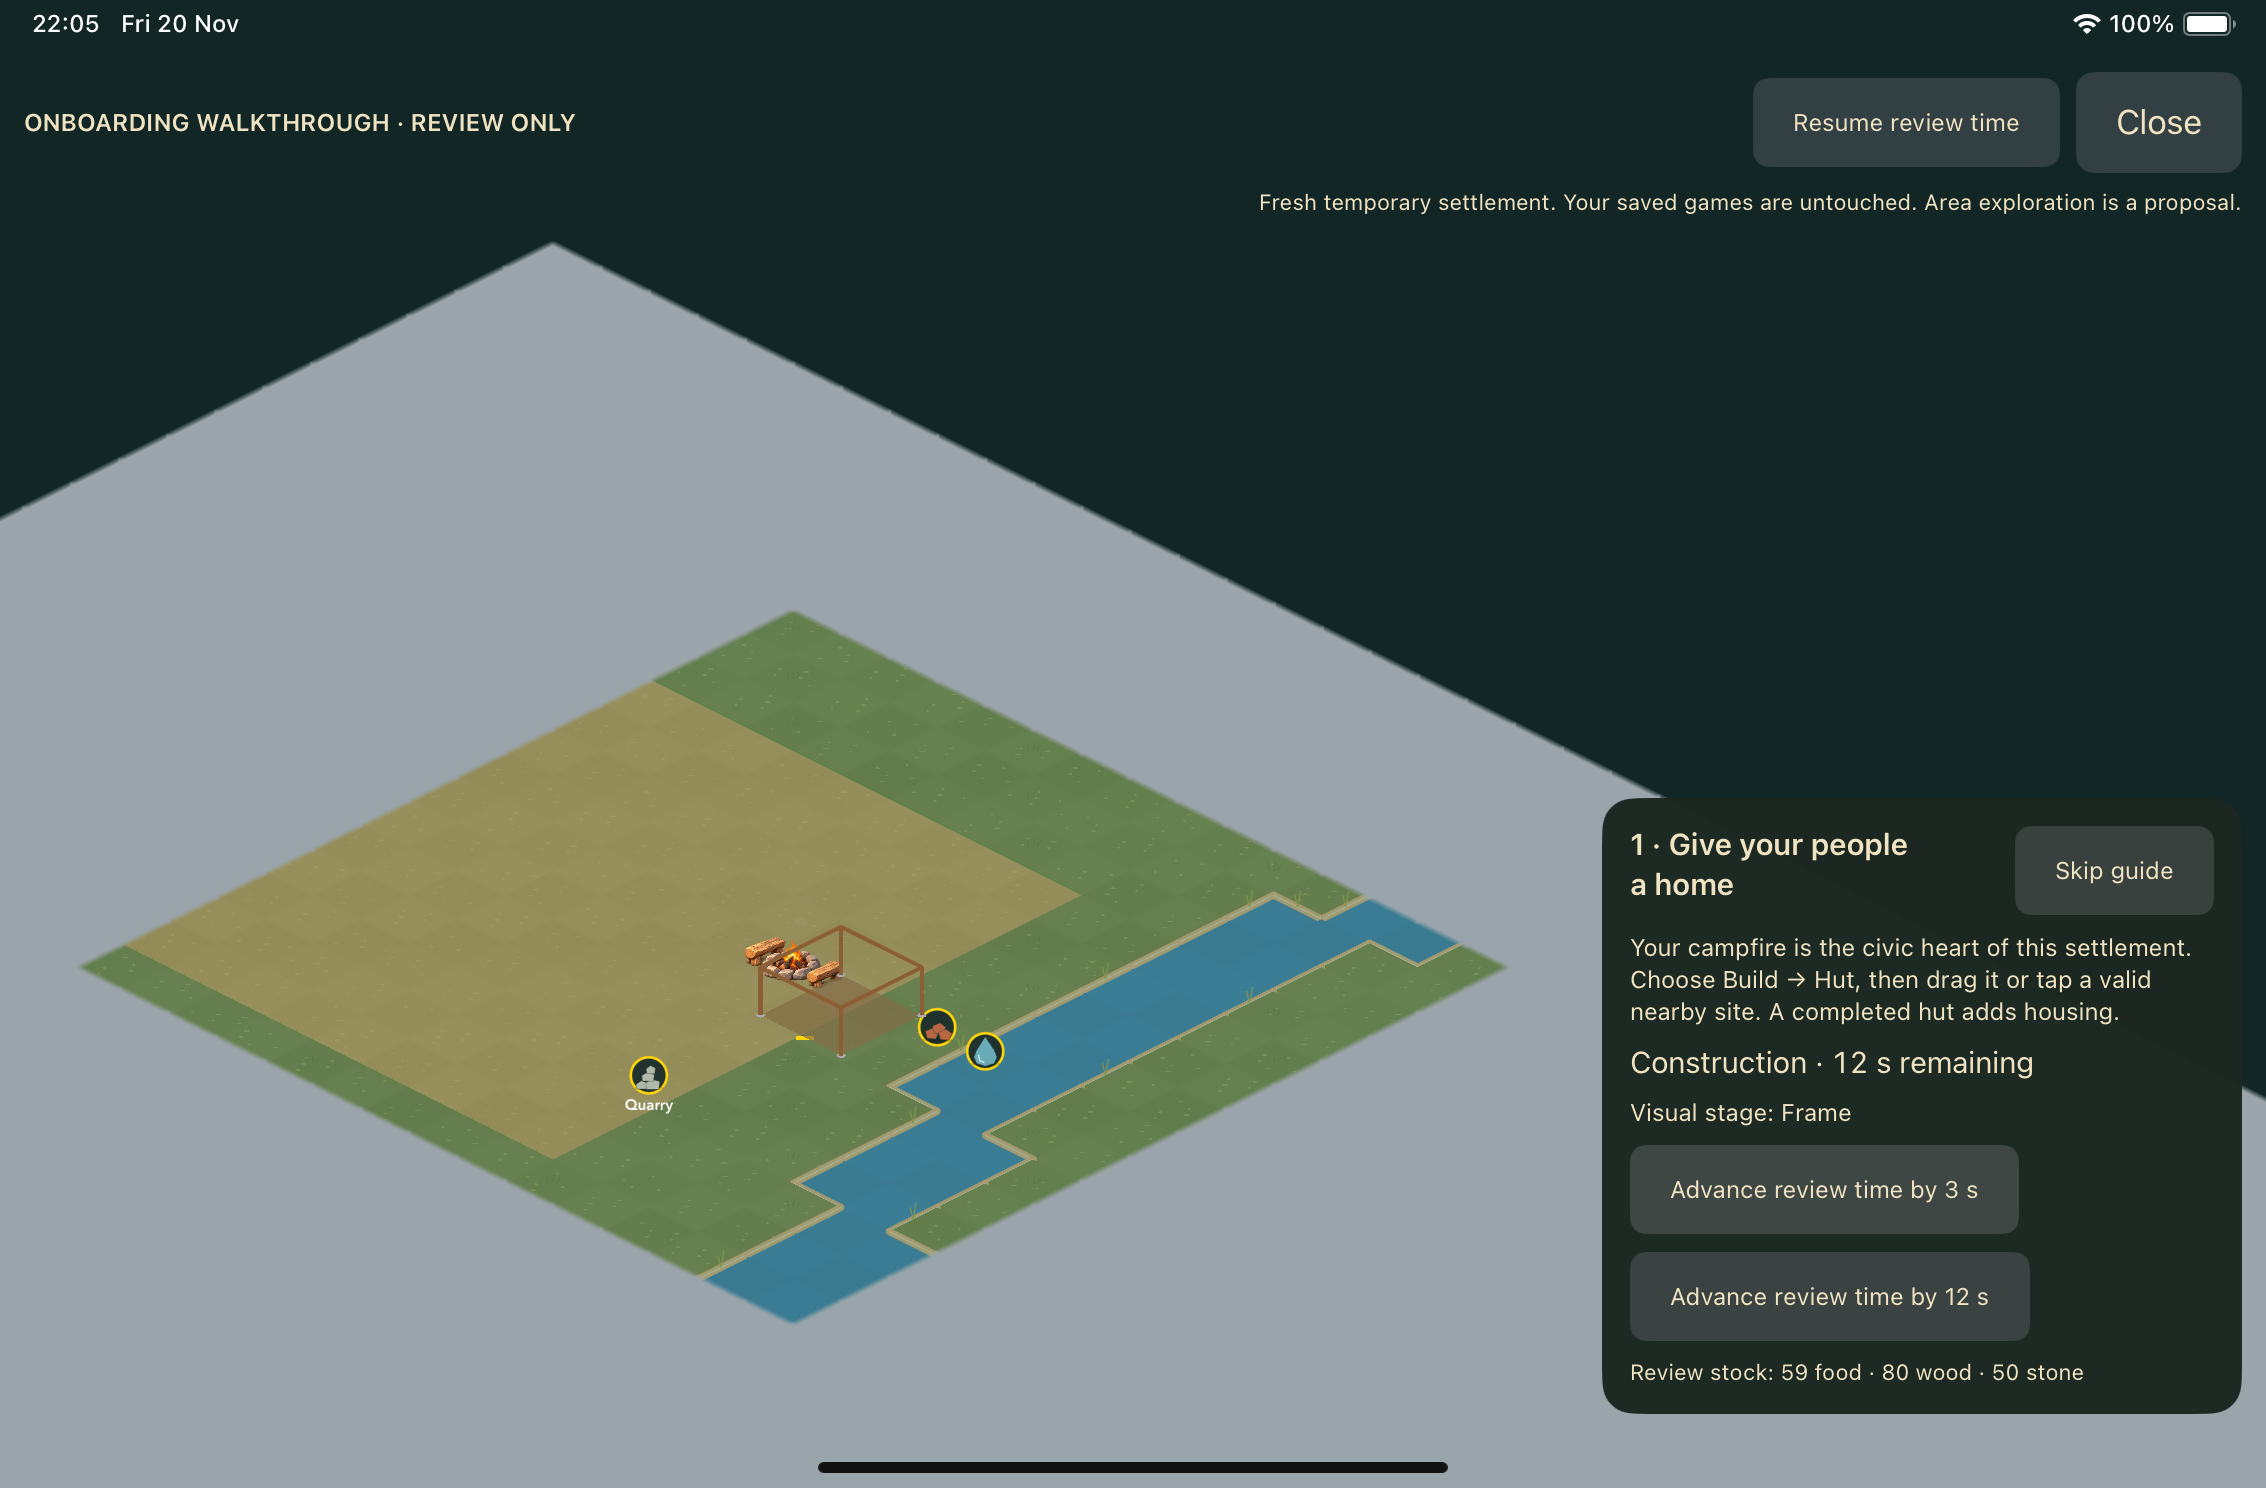 22:05 Fri 20 Nov
100%
ONBOARDING WALKTHROUGH · REVIEW ONLY
Resume review time
Close
Fresh temporary settlement. Your saved games are untouched. Area exploration is a proposal.
Quarry
1 · Give your people
a home
Skip guide
Your campfire is the civic heart of this settlement.
Choose Build → Hut, then drag it or tap a valid
nearby site. A completed hut adds housing.
Construction · 12 s remaining
Visual stage: Frame
Advance review time by 3 s
Advance review time by 12 s
Review stock: 59 food · 80 wood · 50 stone